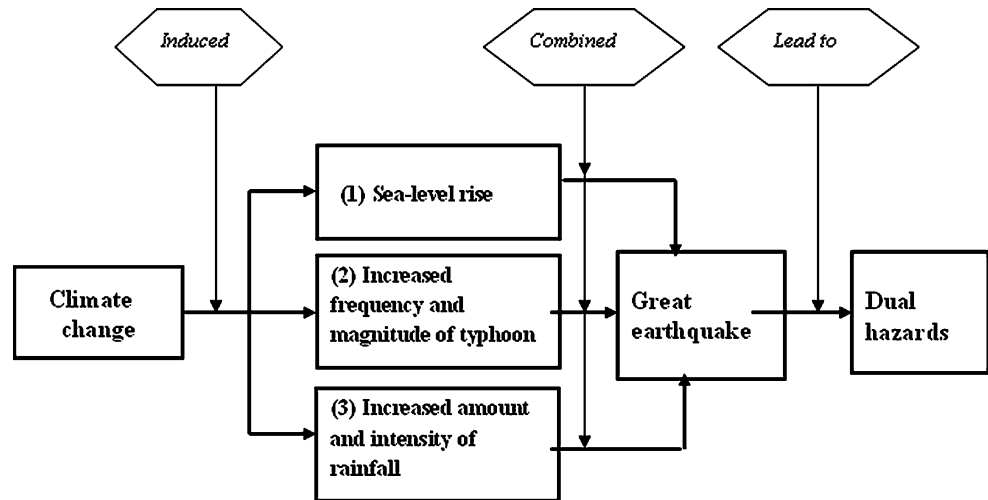 Induced
Combined
Lead to
(1) Sea-level rise
Climate
change
(2) Increased
frequency and
magnitude of typhoon
Great
earthquake
Dual
hazards
(3) Increased amount
and intensity of
rainfall